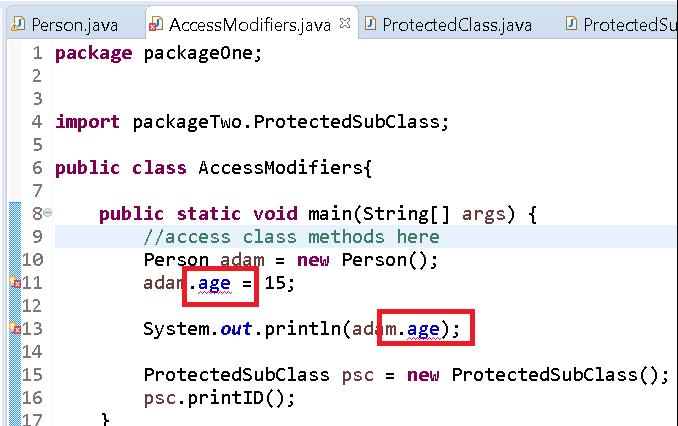 Person.java AccessModifiers.java ProtectedClass.java ProtectedSu
1 package packageOne;
2
3
4 import packageTwo.ProtectedSubClass;
5
6 public class AccessModifiers{
7
8 public static void main(String[] args) {
9 //access class methods here
10 Person adam = new Person();
11 adam.age = 15;
12
13 System.out.println(adam.age);
14
15 ProtectedSubClass psc = new ProtectedSubClass();
16 psc.printID();
17 }